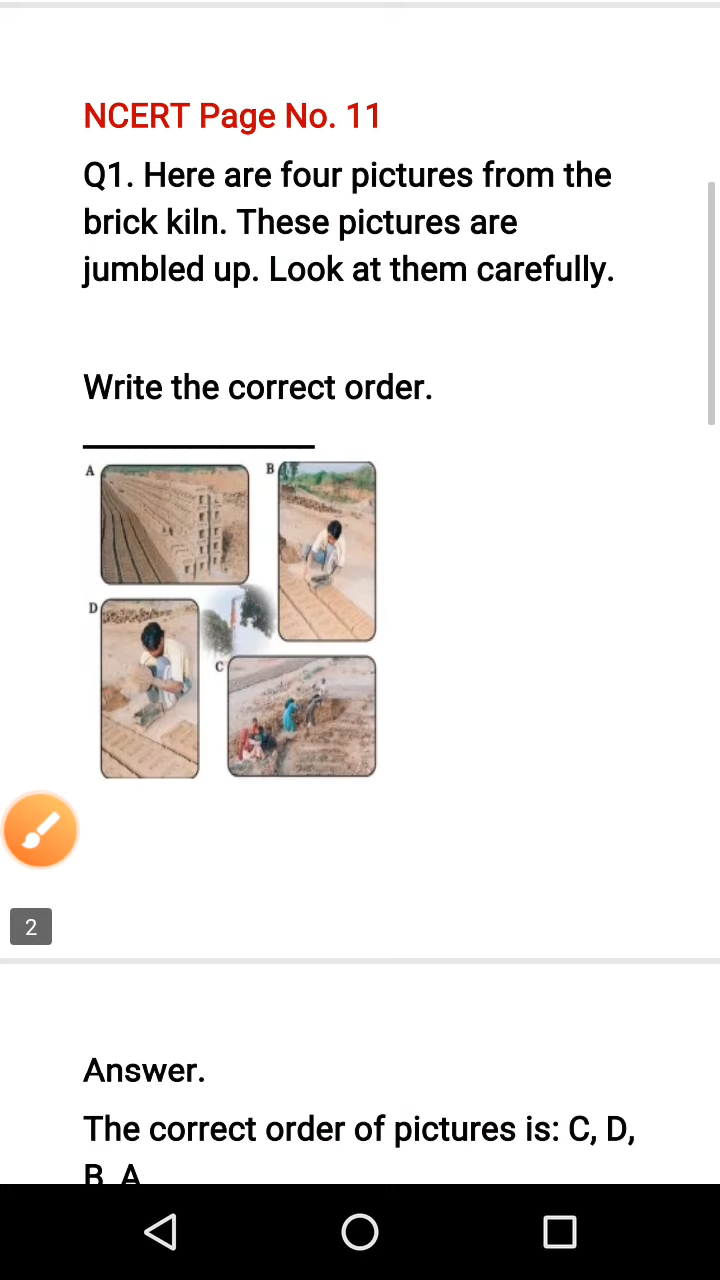 NCERT Page No. 11
Q1. Here are four pictures from the
brick kiln. These pictures are
jumbled up. Look at them carefully.
Write the correct order.
A
B
D
C
2
Answer.
The correct order of pictures is: C, D,
B, A